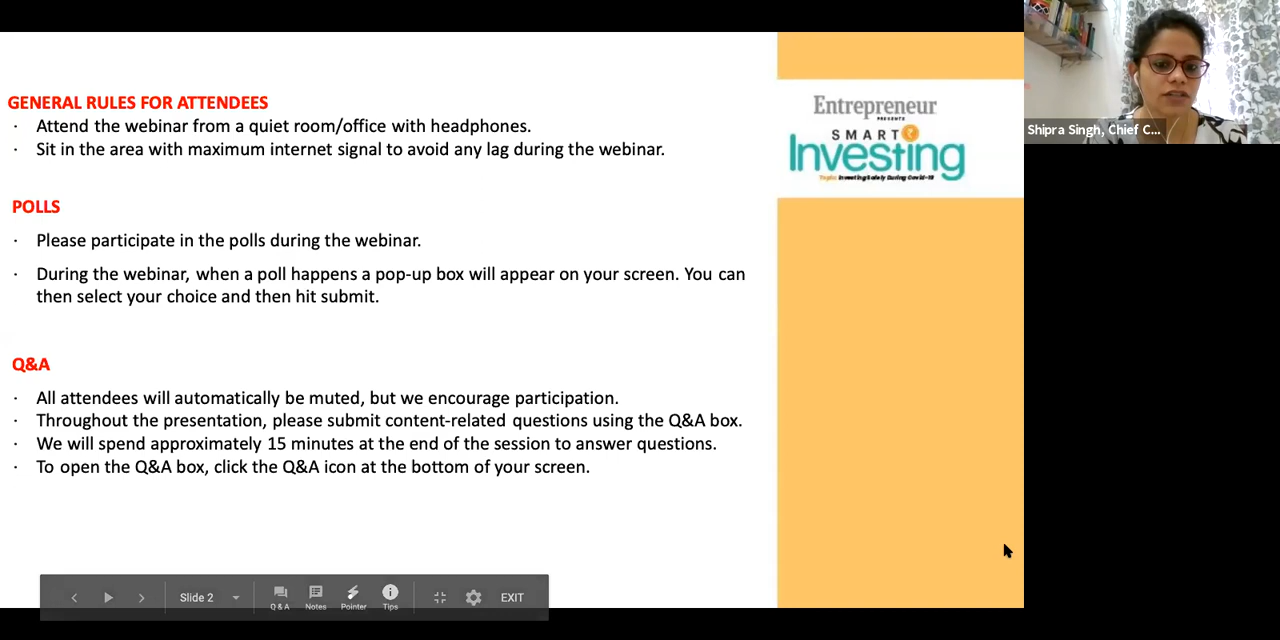 GENERAL RULES FOR ATTENDEES
· Attend the webinar from a quiet room/office with headphones.
· Sit in the area with maximum internet signal to avoid any lag during the webinar.
POLLS
· Please participate in the polls during the webinar.
· During the webinar, when a poll happens a pop-up box will appear on your screen. You can
then select your choice and then hit submit.
Q&A
· All attendees will automatically be muted, but we encourage participation.
· Throughout the presentation, please submit content-related questions using the Q&A box.
· We will spend approximately 15 minutes at the end of the session to answer questions.
· To open the Q&A box, click the Q&A icon at the bottom of your screen.
Entrepreneur
PRESENTS
SMART
Investing
Topic: Investing Safely During Covid-19
Shipra Singh, Chief C...
Slide 2
Q & A
Notes
Pointer
Tips
EXIT